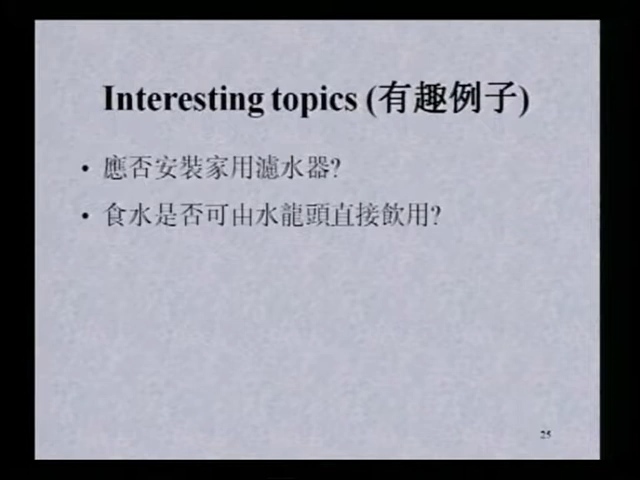 Interesting topics (有趣例子)
• 應否安裝家用濾水器?
• 食水是否可由水龍頭直接飲用?
25